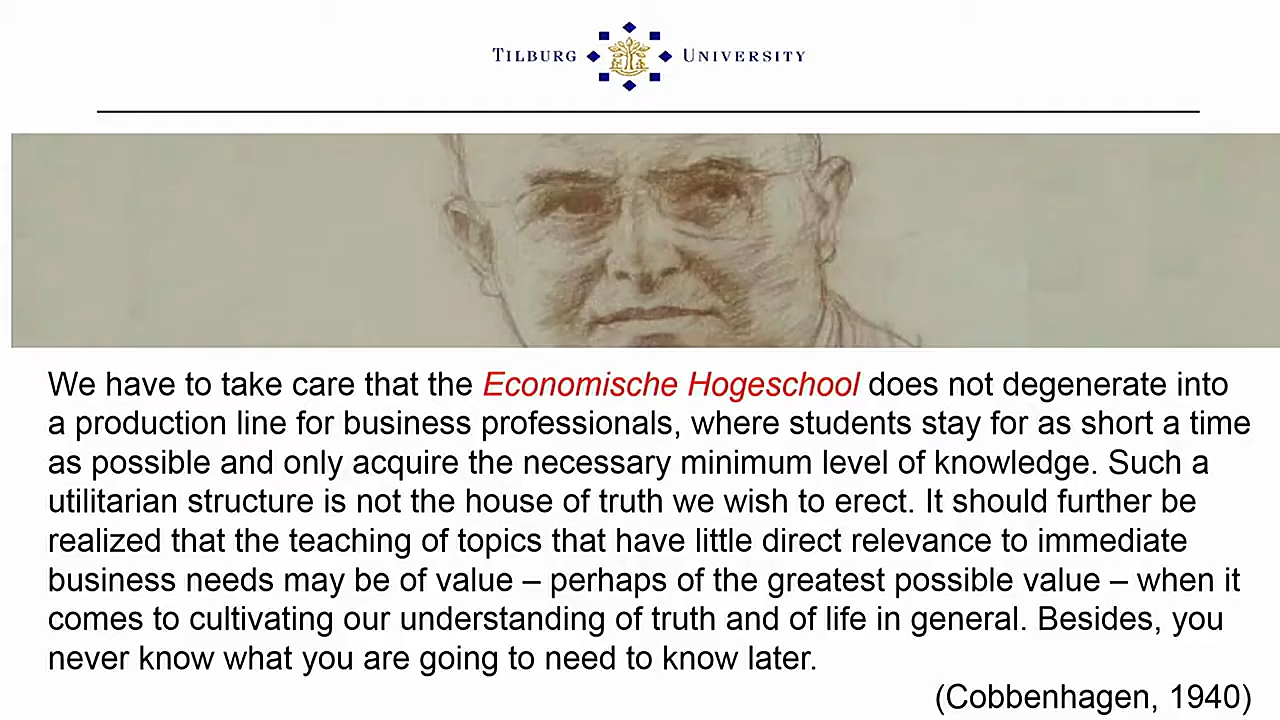 TILBURG UNIVERSITY
We have to take care that the Economische Hogeschool does not degenerate into
a production line for business professionals, where students stay for as short a time
as possible and only acquire the necessary minimum level of knowledge. Such a
utilitarian structure is not the house of truth we wish to erect. It should further be
realized that the teaching of topics that have little direct relevance to immediate
business needs may be of value – perhaps of the greatest possible value – when it
comes to cultivating our understanding of truth and of life in general. Besides, you
never know what you are going to need to know later.
(Cobbenhagen, 1940)